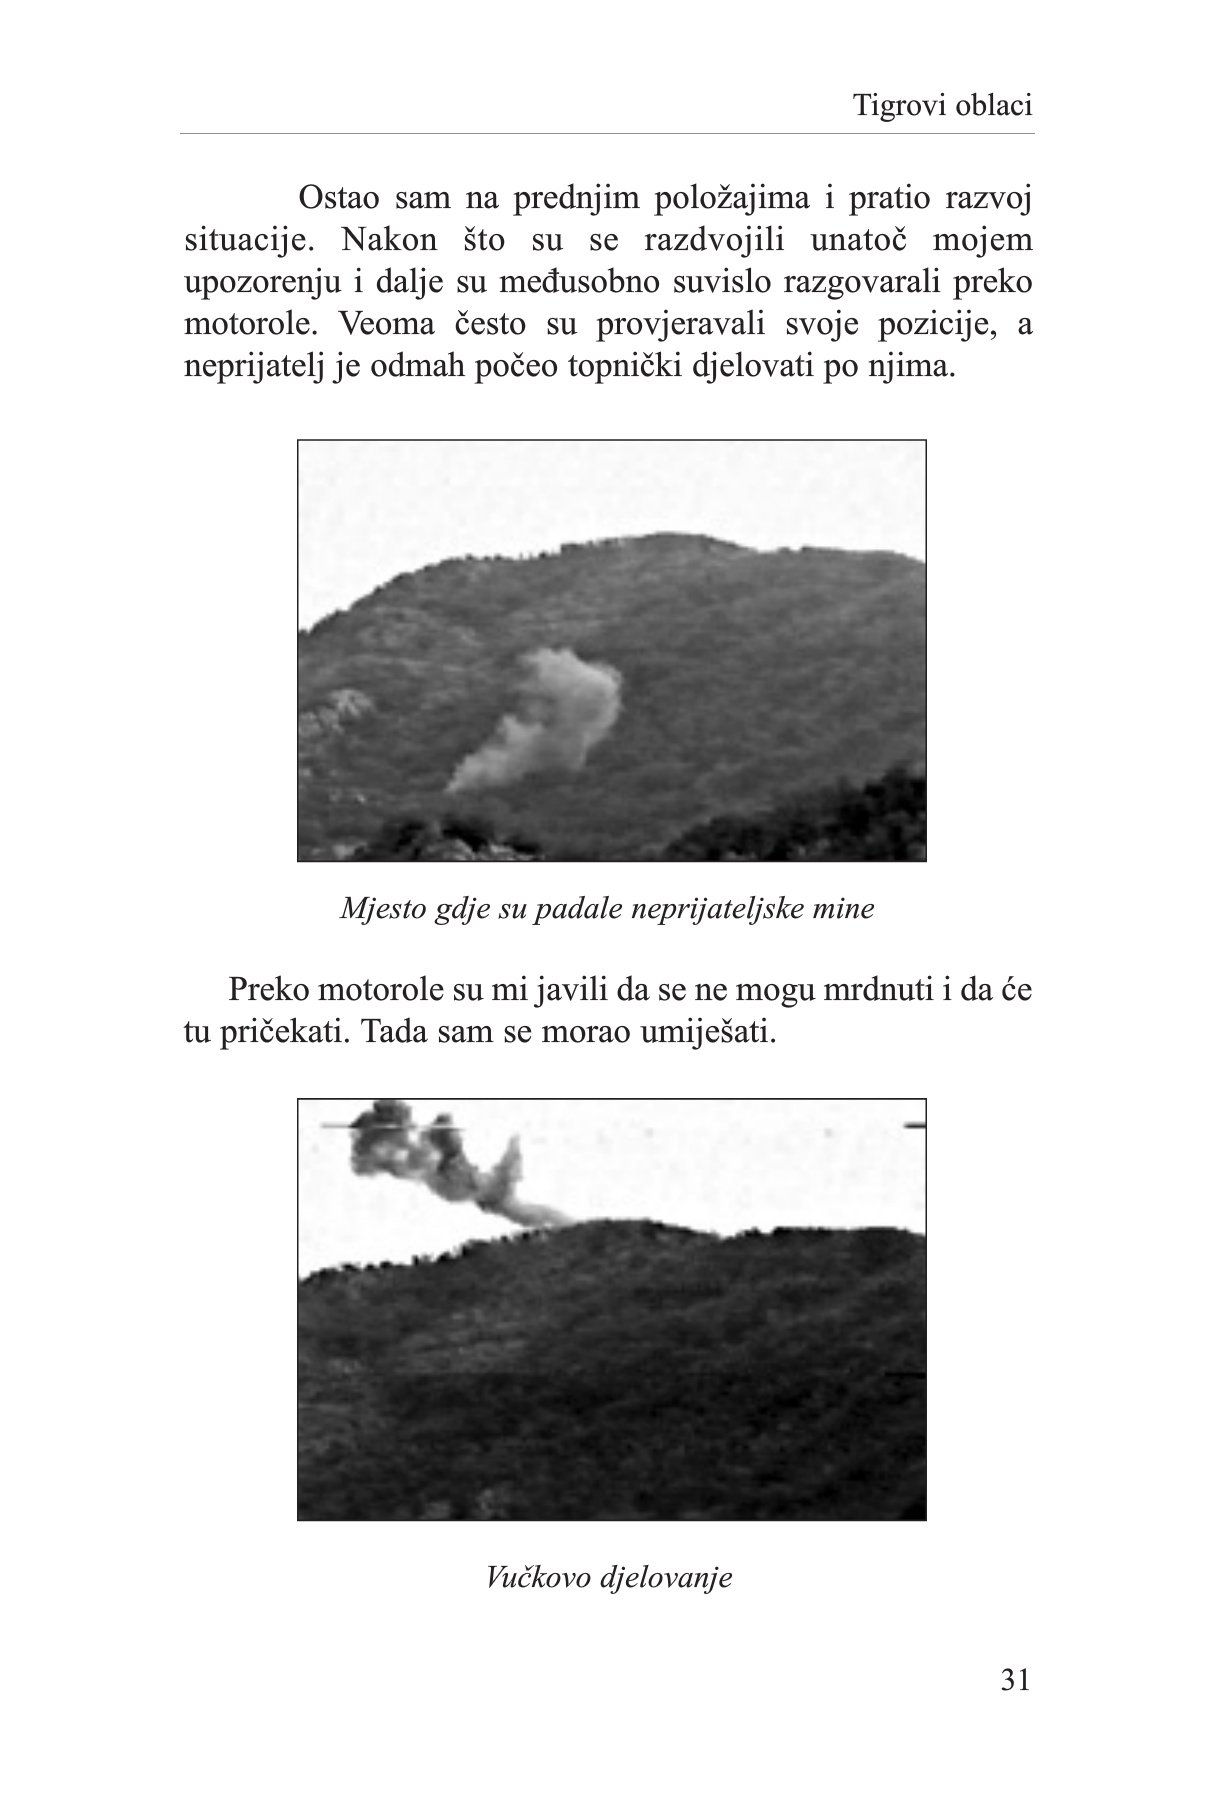 Tigrovi oblaci
Ostao sam na prednjim položajima i pratio razvoj
situacije. Nakon što su se razdvojili unatoč mojem
upozorenju i dalje su međusobno suvislo razgovarali preko
motorole. Veoma često su provjeravali svoje pozicije, a
neprijatelj je odmah počeo topnički djelovati po njima.
Mjesto gdje su padale neprijateljske mine
Preko motorole su mi javili da se ne mogu mrdnuti i da će
tu pričekati. Tada sam se morao umiješati.
Vučkovo djelovanje
31